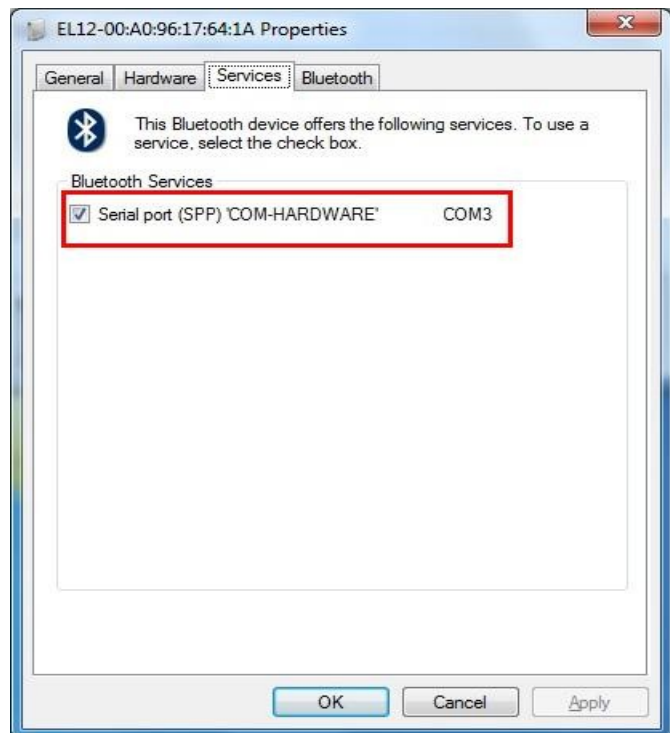 EL12-00:A0:96:17:64:1A Properties
General Hardware Services Bluetooth
This Bluetooth device offers the following services. To use a
service, select the check box.
Bluetooth Services
Serial port (SPP) 'COM-HARDWARE' COM3
OK Cancel Apply